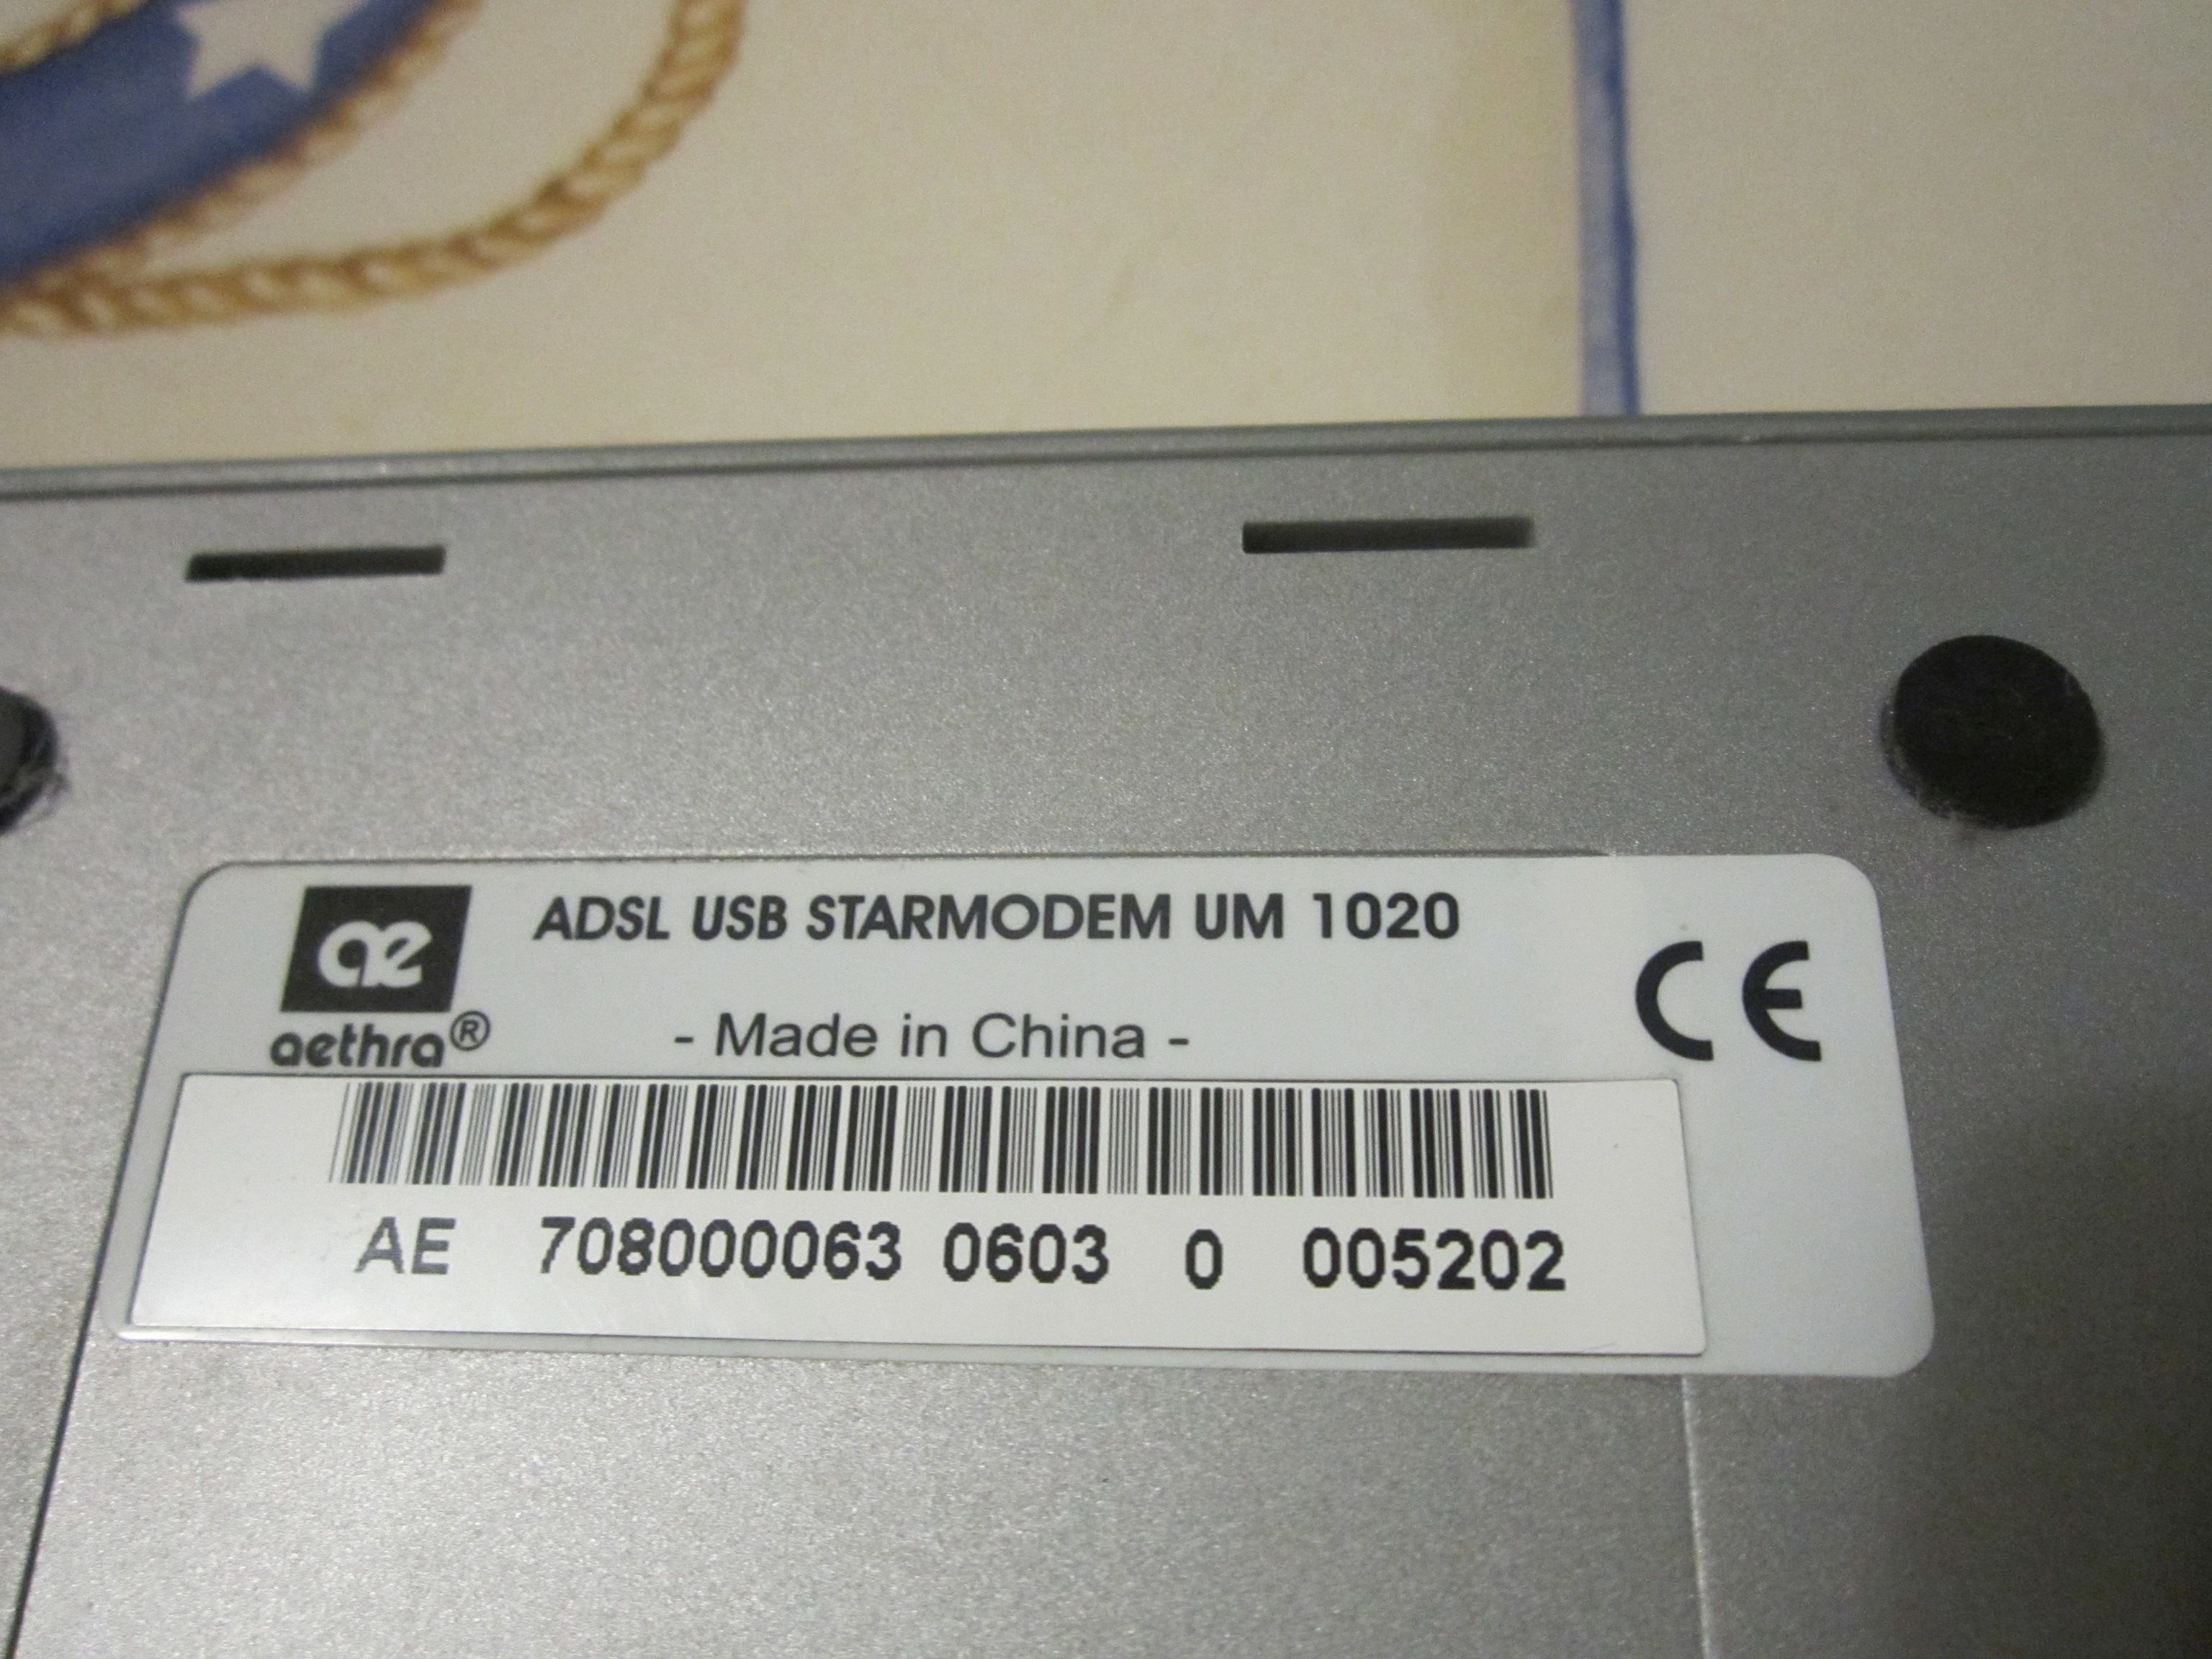 ae
ADSL USB STARMODEM UM 1020
aethra®
- Made in China -
CE
AE 708000063 0603 0 005202